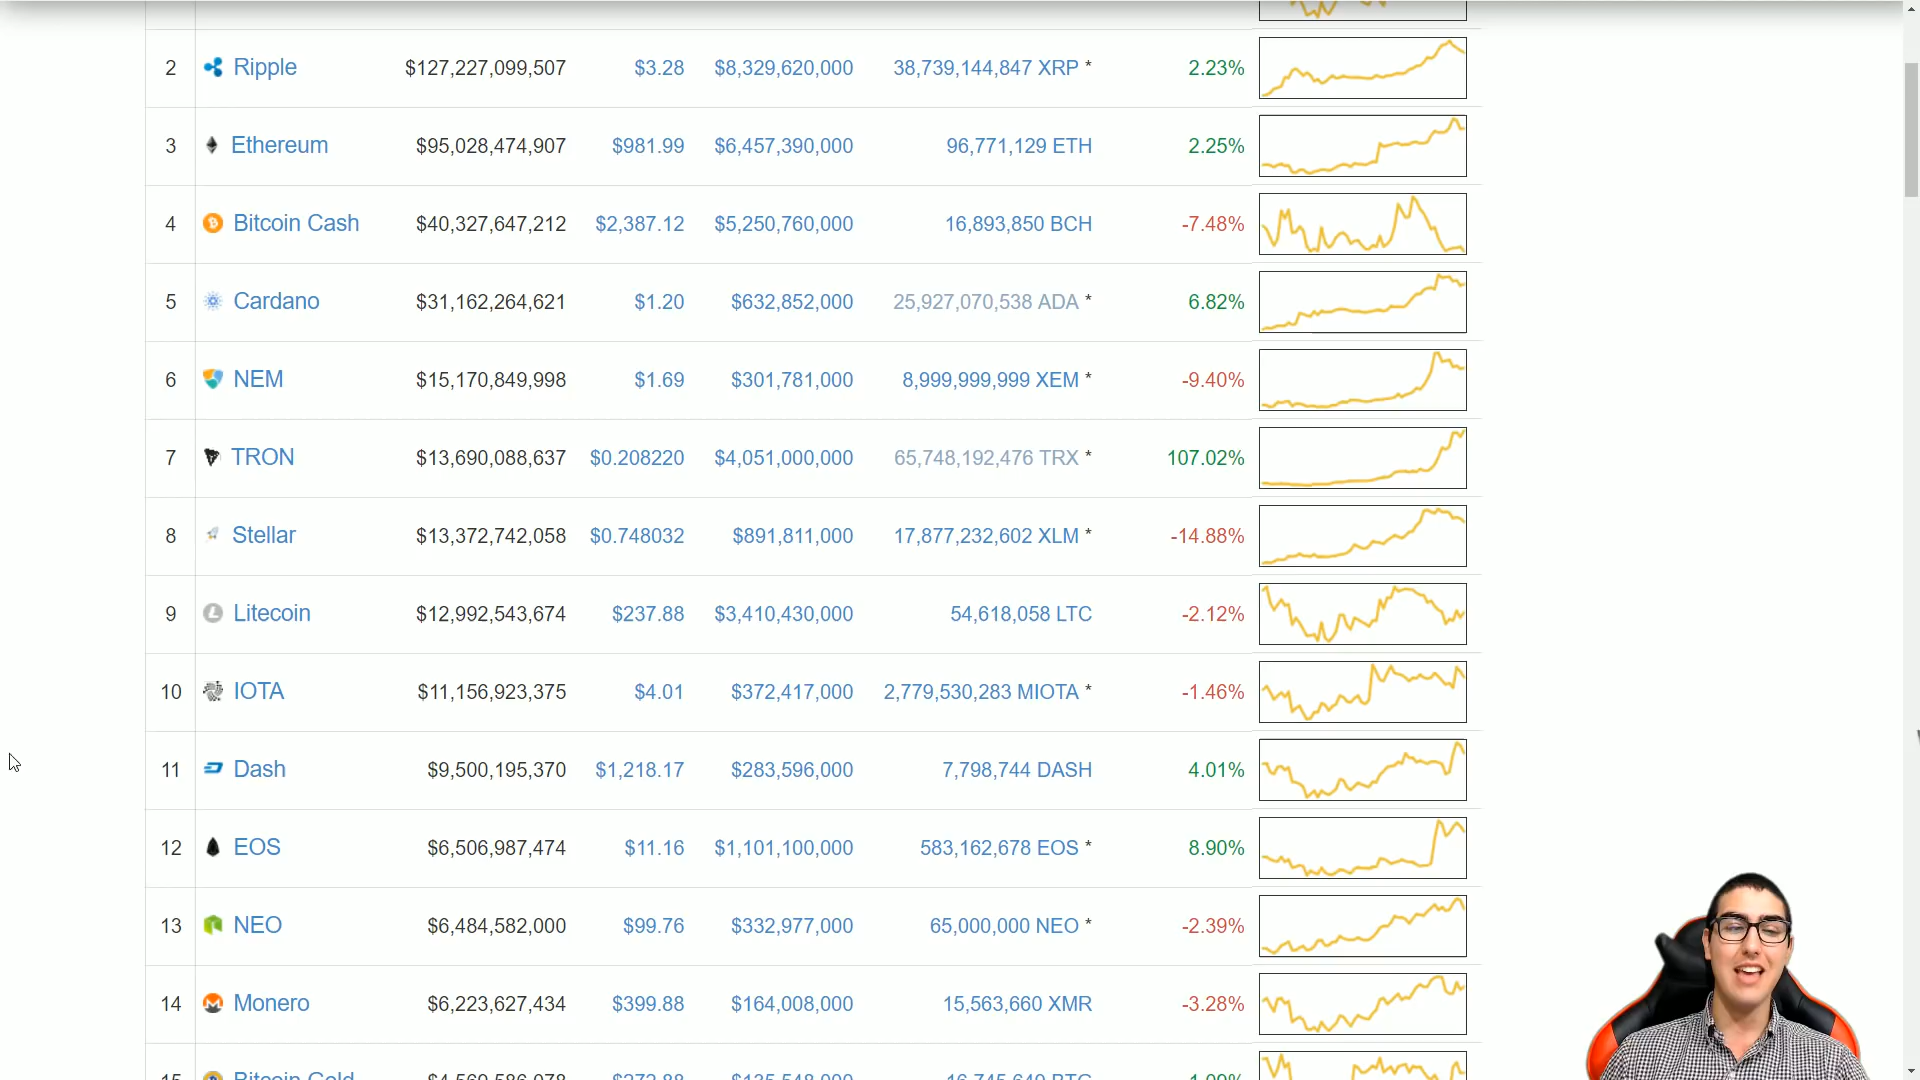 2 Ripple $127,227,099,507 $3.28 $8,329,620,000 38,739,144,847 XRP * 2.23%
3 Ethereum $95,028,474,907 $981.99 $6,457,390,000 96,771,129 ETH 2.25%
4 Bitcoin Cash $40,327,647,212 $2,387.12 $5,250,760,000 16,893,850 BCH -7.48%
5 Cardano $31,162,264,621 $1.20 $632,852,000 25,927,070,538 ADA * 6.82%
6 NEM $15,170,849,998 $1.69 $301,781,000 8,999,999,999 XEM * -9.40%
7 TRON $13,690,088,637 $0.208220 $4,051,000,000 65,748,192,476 TRX * 107.02%
8 Stellar $13,372,742,058 $0.748032 $891,811,000 17,877,232,602 XLM * -14.88%
9 Litecoin $12,992,543,674 $237.88 $3,410,430,000 54,618,058 LTC -2.12%
10 IOTA $11,156,923,375 $4.01 $372,417,000 2,779,530,283 MIOTA * -1.46%
11 Dash $9,500,195,370 $1,218.17 $283,596,000 7,798,744 DASH 4.01%
12 EOS $6,506,987,474 $11.16 $1,101,100,000 583,162,678 EOS * 8.90%
13 NEO $6,484,582,000 $99.76 $332,977,000 65,000,000 NEO * -2.39%
14 Monero $6,223,627,434 $399.88 $164,008,000 15,563,660 XMR -3.28%
15 Bitcoin Gold